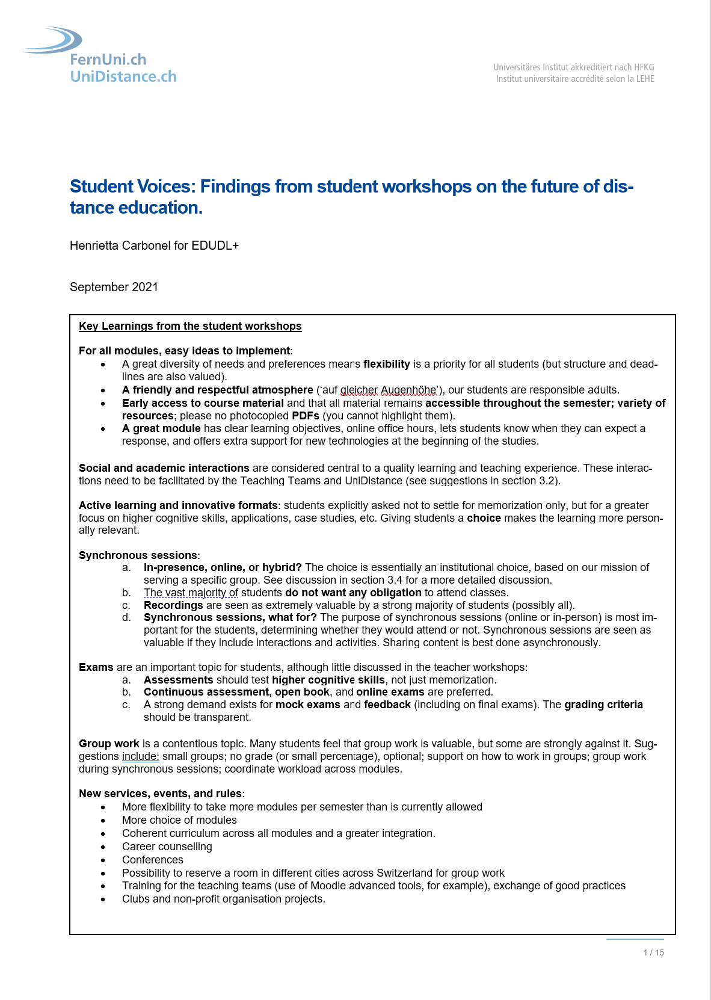 FernUni.ch
UniDistance.ch
Universitäres Institut akkreditiert nach HFKG
Institut universitaire accrédité selon la LEHE
Student Voices: Findings from student workshops on the future of dis-
tance education.
Henrietta Carbonel for EDUDL+
September 2021
Key Learnings from the student workshops
For all modules, easy ideas to implement:
• A great diversity of needs and preferences means flexibility is a priority for all students (but structure and dead-
lines are also valued).
• A friendly and respectful atmosphere (‘auf gleicher Augenhöhe’), our students are responsible adults.
• Early access to course material and that all material remains accessible throughout the semester; variety of
resources; please no photocopied PDFs (you cannot highlight them).
• A great module has clear learning objectives, online office hours, lets students know when they can expect a
response, and offers extra support for new technologies at the beginning of the studies.
Social and academic interactions are considered central to a quality learning and teaching experience. These interac-
tions need to be facilitated by the Teaching Teams and UniDistance (see suggestions in section 3.2).
Active learning and innovative formats: students explicitly asked not to settle for memorization only, but for a greater
focus on higher cognitive skills, applications, case studies, etc. Giving students a choice makes the learning more person-
ally relevant.
Synchronous sessions:
a. In-presence, online, or hybrid? The choice is essentially an institutional choice, based on our mission of
serving a specific group. See discussion in section 3.4 for a more detailed discussion.
b. The vast majority of students do not want any obligation to attend classes.
c. Recordings are seen as extremely valuable by a strong majority of students (possibly all).
d. Synchronous sessions, what for? The purpose of synchronous sessions (online or in-person) is most im-
portant for the students, determining whether they would attend or not. Synchronous sessions are seen as
valuable if they include interactions and activities. Sharing content is best done asynchronously.
Exams are an important topic for students, although little discussed in the teacher workshops:
a. Assessments should test higher cognitive skills, not just memorization.
b. Continuous assessment, open book, and online exams are preferred.
c. A strong demand exists for mock exams and feedback (including on final exams). The grading criteria
should be transparent.
Group work is a contentious topic. Many students feel that group work is valuable, but some are strongly against it. Sug-
gestions include: small groups; no grade (or small percentage), optional; support on how to work in groups; group work
during synchronous sessions; coordinate workload across modules.
New services, events, and rules:
• More flexibility to take more modules per semester than is currently allowed
• More choice of modules
• Coherent curriculum across all modules and a greater integration.
• Career counselling
• Conferences
• Possibility to reserve a room in different cities across Switzerland for group work
• Training for the teaching teams (use of Moodle advanced tools, for example), exchange of good practices
• Clubs and non-profit organisation projects.
1 / 15